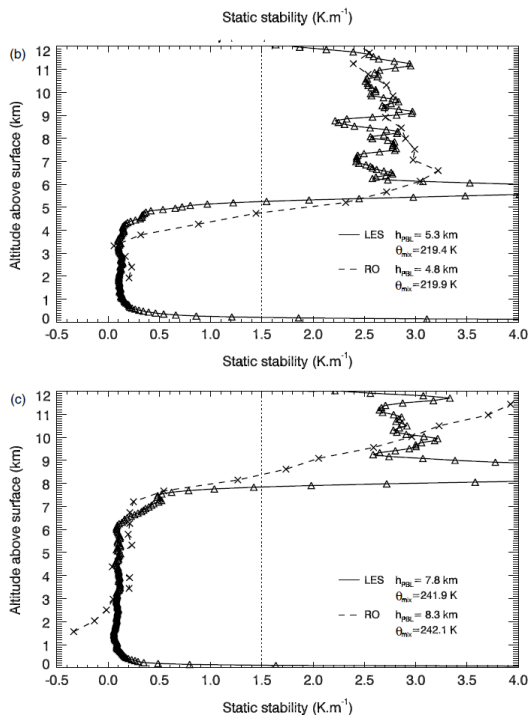 Static stability (K.m⁻¹)
(b)
Altitude above surface (km)
12
11
10
9
8
7
6
5
4
3
2
1
0
LES h_PBL = 5.3 km
θ_mix = 219.4 K
RO h_PBL = 4.8 km
θ_mix = 219.9 K
-0.5 0.0 0.5 1.0 1.5 2.0 2.5 3.0 3.5 4.0
Static stability (K.m⁻¹)
(c)
Altitude above surface (km)
12
11
10
9
8
7
6
5
4
3
2
1
0
LES h_PBL = 7.8 km
θ_mix = 241.9 K
RO h_PBL = 8.3 km
θ_mix = 242.1 K
-0.5 0.0 0.5 1.0 1.5 2.0 2.5 3.0 3.5 4.0
Static stability (K.m⁻¹)